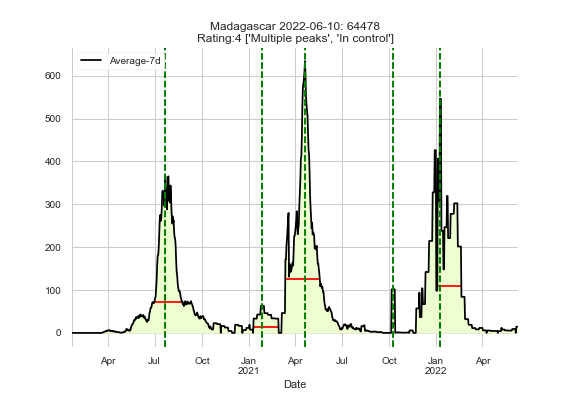 Madagascar 2022-06-10: 64478
Rating:4 ['Multiple peaks', 'In control']
Average-7d
600
500
400
300
200
100
0
Apr Jul Oct Jan Apr Jul Oct Jan Apr
2021 2022
Date